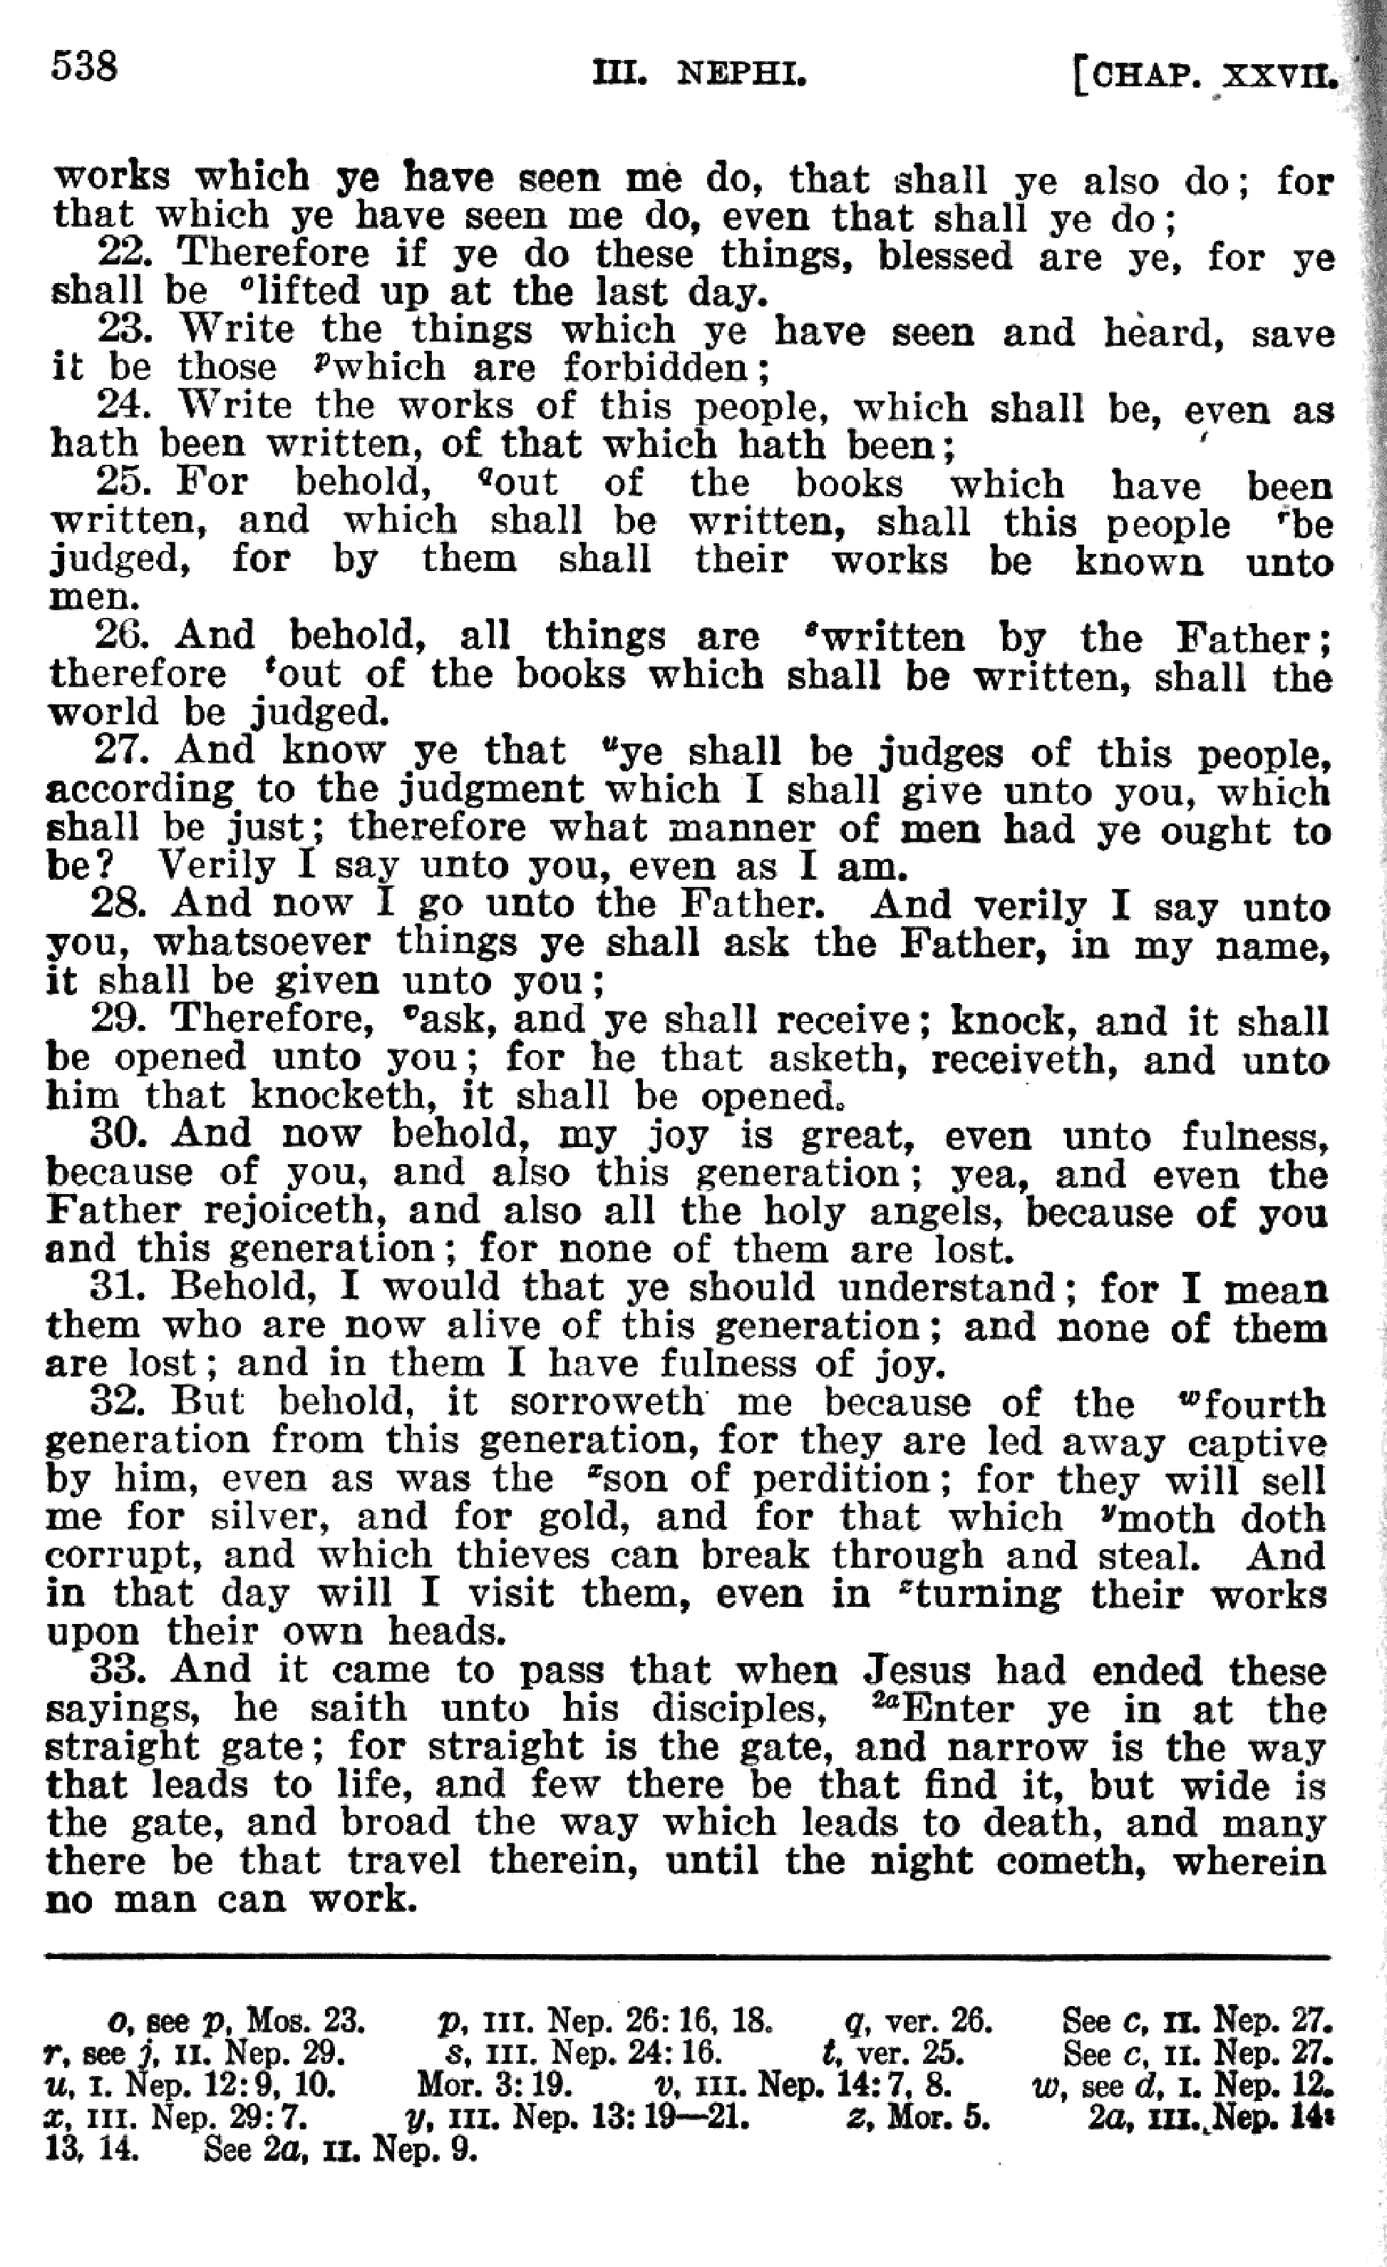 538 III. NEPHI. [CHAP. XXVII.
works which ye have seen me do, that shall ye also do; for
that which ye have seen me do, even that shall ye do;
22. Therefore if ye do these things, blessed are ye, for ye
shall be ᵒlifted up at the last day.
23. Write the things which ye have seen and heard, save
it be those ᵖwhich are forbidden;
24. Write the works of this people, which shall be, even as
hath been written, of that which hath been;
25. For behold, qout of the books which have been
written, and which shall be written, shall this people ʳbe
judged, for by them shall their works be known unto
men.
26. And behold, all things are ˢwritten by the Father;
therefore ᵗout of the books which shall be written, shall the
world be judged.
27. And know ye that ᵘye shall be judges of this people,
according to the judgment which I shall give unto you, which
shall be just; therefore what manner of men had ye ought to
be? Verily I say unto you, even as I am.
28. And now I go unto the Father. And verily I say unto
you, whatsoever things ye shall ask the Father, in my name,
it shall be given unto you;
29. Therefore, ᵛask, and ye shall receive; knock, and it shall
be opened unto you; for he that asketh, receiveth, and unto
him that knocketh, it shall be opened.
30. And now behold, my joy is great, even unto fulness,
because of you, and also this generation; yea, and even the
Father rejoiceth, and also all the holy angels, because of you
and this generation; for none of them are lost.
31. Behold, I would that ye should understand; for I mean
them who are now alive of this generation; and none of them
are lost; and in them I have fulness of joy.
32. But behold, it sorroweth me because of the ʷfourth
generation from this generation, for they are led away captive
by him, even as was the ˣson of perdition; for they will sell
me for silver, and for gold, and for that which ʸmoth doth
corrupt, and which thieves can break through and steal. And
in that day will I visit them, even in ᶻturning their works
upon their own heads.
33. And it came to pass that when Jesus had ended these
sayings, he saith unto his disciples, ²ᵃEnter ye in at the
straight gate; for straight is the gate, and narrow is the way
that leads to life, and few there be that find it, but wide is
the gate, and broad the way which leads to death, and many
there be that travel therein, until the night cometh, wherein
no man can work.
o, see p, Mos. 23. p, III. Nep. 26: 16, 18. q, ver. 26. See c, II. Nep. 27.
r, see j, II. Nep. 29. s, III. Nep. 24: 16. t, ver. 25. See c, II. Nep. 27.
u, I. Nep. 12: 9, 10. Mor. 3: 19. v, III. Nep. 14: 7, 8. w, see d, I. Nep. 12.
x, III. Nep. 29: 7. y, III. Nep. 13: 19—21. z, Mor. 5. 2a, III. Nep. 14:
13, 14. See 2a, II. Nep. 9.